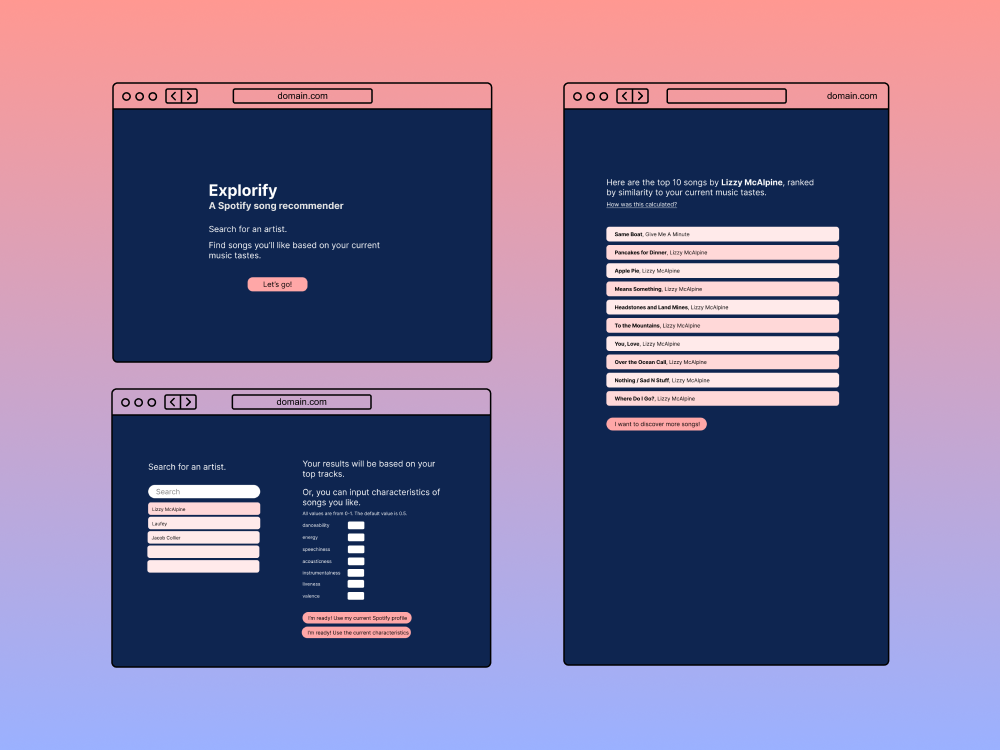 domain.com
Explorify
A Spotify song recommender
Search for an artist.
Find songs you'll like based on your current
music tastes.
Let's go!
domain.com
Search for an artist.
Search
Lizzy McAlpine
Laufey
Jacob Collier
Your results will be based on your
top tracks.
Or, you can input characteristics of
songs you like.
All values are from 0-1. The default value is 0.5.
danceability
energy
speechiness
acousticness
instrumentalness
liveness
valence
I'm ready! Use my current Spotify profile
I'm ready! Use the current characteristics
domain.com
Here are the top 10 songs by Lizzy McAlpine, ranked
by similarity to your current music tastes.
How was this calculated?
Same Boat, Give Me A Minute
Pancakes for Dinner, Lizzy McAlpine
Apple Pie, Lizzy McAlpine
Means Something, Lizzy McAlpine
Headstones and Land Mines, Lizzy McAlpine
To the Mountains, Lizzy McAlpine
You, Love, Lizzy McAlpine
Over the Ocean Call, Lizzy McAlpine
Nothing / Sad N Stuff, Lizzy McAlpine
Where Do I Go?, Lizzy McAlpine
I want to discover more songs!